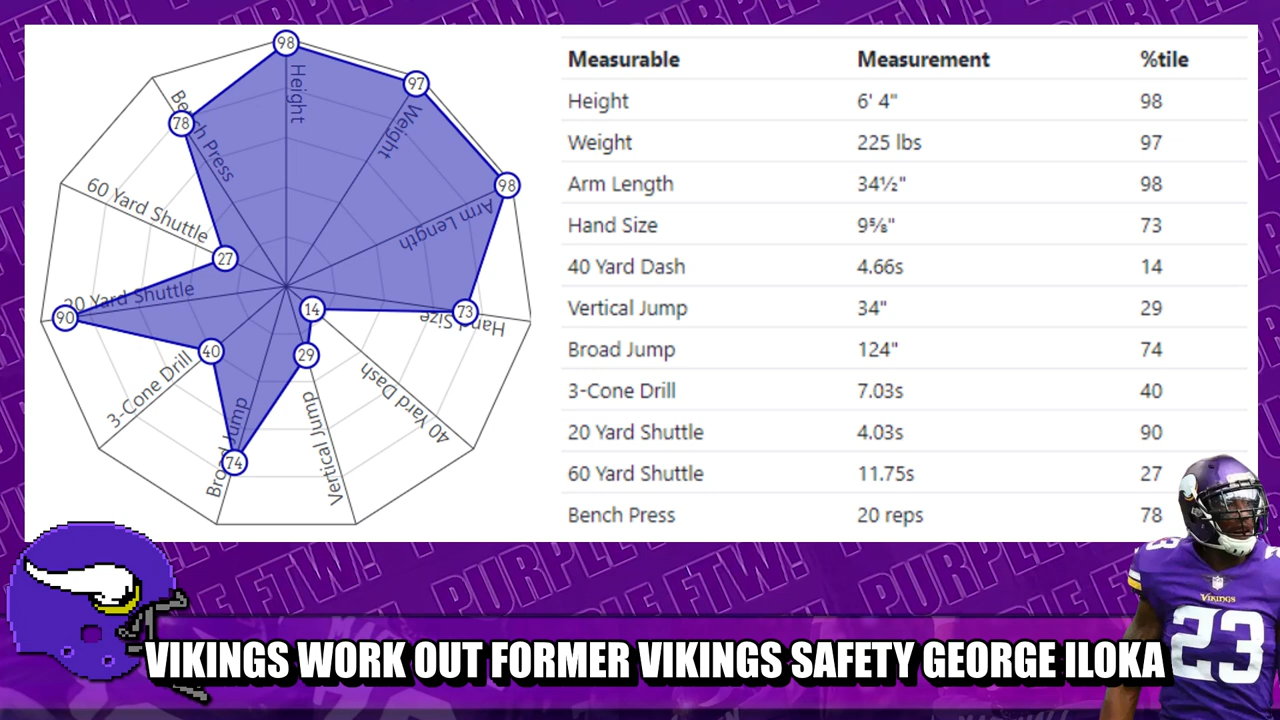 98
Height
97
Weight
98
Arm Length
73
Hand Size
14
40 Yard Dash
29
Vertical Jump
74
Broad Jump
40
3-Cone Drill
90
20 Yard Shuttle
27
60 Yard Shuttle
78
Bench Press
Measurable Measurement %tile
Height 6' 4" 98
Weight 225 lbs 97
Arm Length 34½" 98
Hand Size 9⅝" 73
40 Yard Dash 4.66s 14
Vertical Jump 34" 29
Broad Jump 124" 74
3-Cone Drill 7.03s 40
20 Yard Shuttle 4.03s 90
60 Yard Shuttle 11.75s 27
Bench Press 20 reps 78
PURPLE FTW!
VIKINGS
23
VIKINGS WORK OUT FORMER VIKINGS SAFETY GEORGE ILOKA